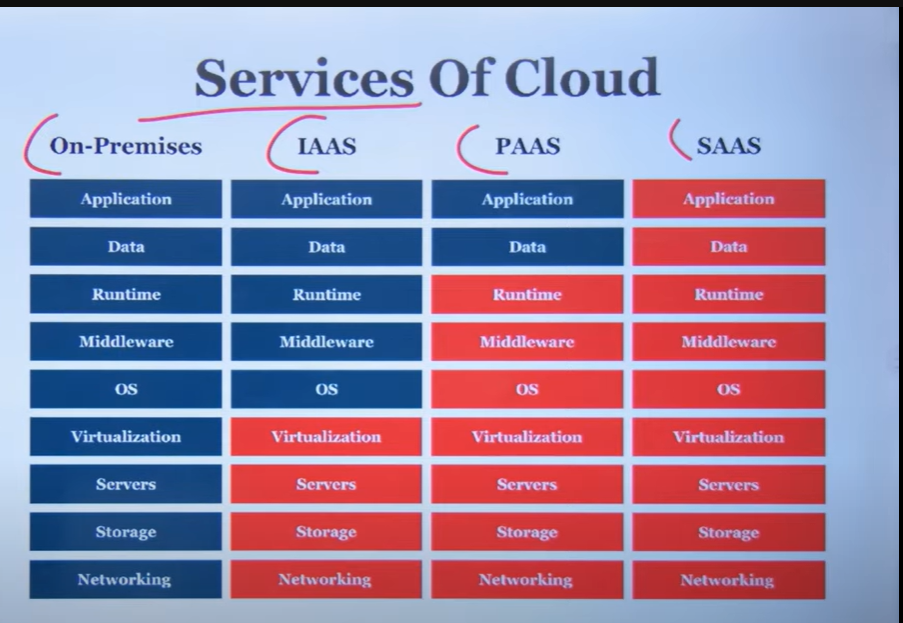 Services Of Cloud
On-Premises IAAS PAAS SAAS
Application Application Application Application
Data Data Data Data
Runtime Runtime Runtime Runtime
Middleware Middleware Middleware Middleware
OS OS OS OS
Virtualization Virtualization Virtualization Virtualization
Servers Servers Servers Servers
Storage Storage Storage Storage
Networking Networking Networking Networking